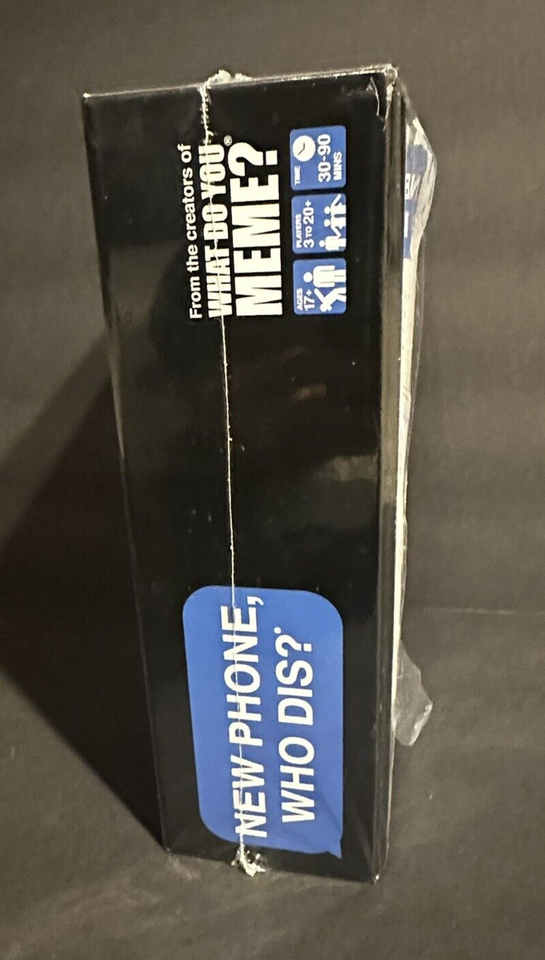 NEW PHONE,
WHO DIS?®
From the creators of
WHAT DO YOU
MEME?®
AGES
17+
PLAYERS
3 TO 20+
TIME
30-90
MINS